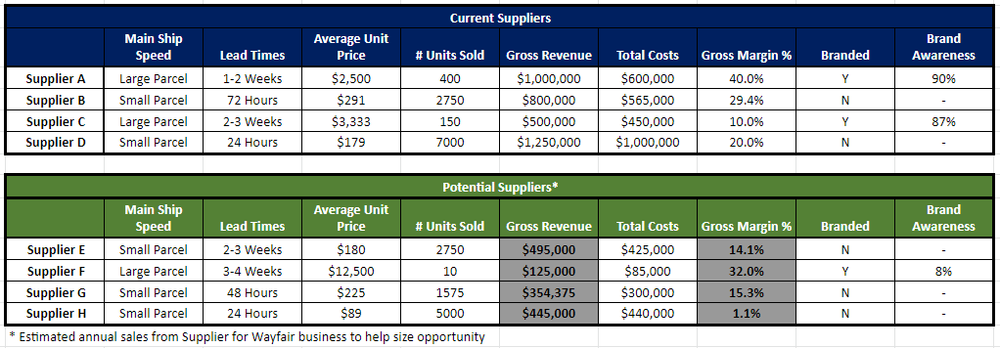 Current Suppliers
Main Ship Speed Lead Times Average Unit Price # Units Sold Gross Revenue Total Costs Gross Margin % Branded Brand Awareness
Supplier A Large Parcel 1-2 Weeks $2,500 400 $1,000,000 $600,000 40.0% Y 90%
Supplier B Small Parcel 72 Hours $291 2750 $800,000 $565,000 29.4% N -
Supplier C Large Parcel 2-3 Weeks $3,333 150 $500,000 $450,000 10.0% Y 87%
Supplier D Small Parcel 24 Hours $179 7000 $1,250,000 $1,000,000 20.0% N -
Potential Suppliers*
Main Ship Speed Lead Times Average Unit Price # Units Sold Gross Revenue Total Costs Gross Margin % Branded Brand Awareness
Supplier E Small Parcel 2-3 Weeks $180 2750 $495,000 $425,000 14.1% N -
Supplier F Large Parcel 3-4 Weeks $12,500 10 $125,000 $85,000 32.0% Y 8%
Supplier G Small Parcel 48 Hours $225 1575 $354,375 $300,000 15.3% N -
Supplier H Small Parcel 24 Hours $89 5000 $445,000 $440,000 1.1% N -
* Estimated annual sales from Supplier for Wayfair business to help size opportunity